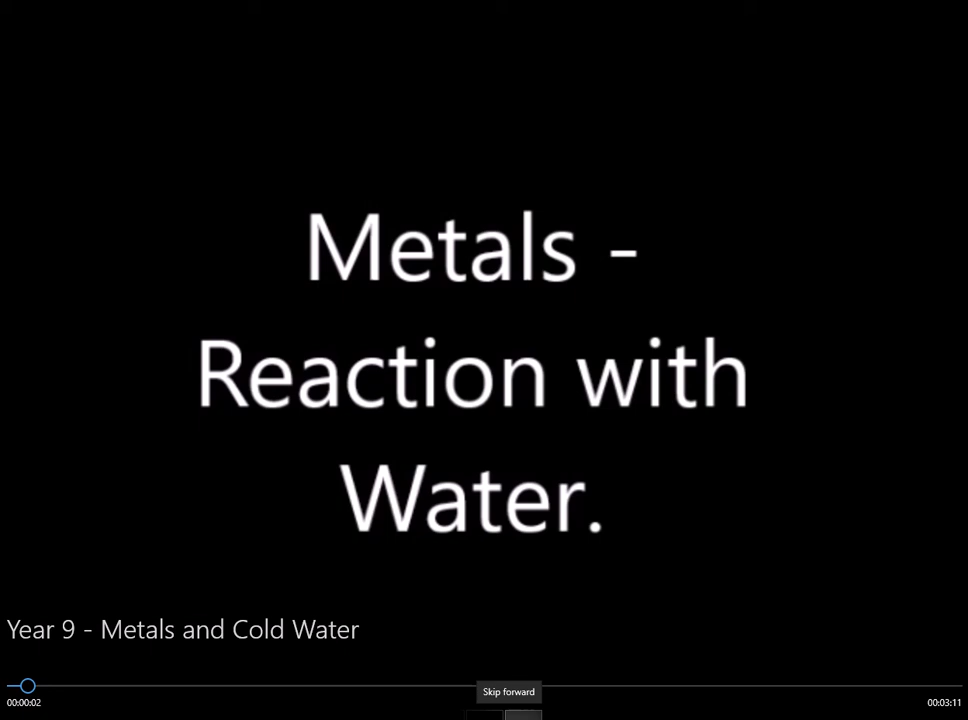 Metals -
Reaction with
Water.
Year 9 - Metals and Cold Water
Skip forward
00:00:02
00:03:11